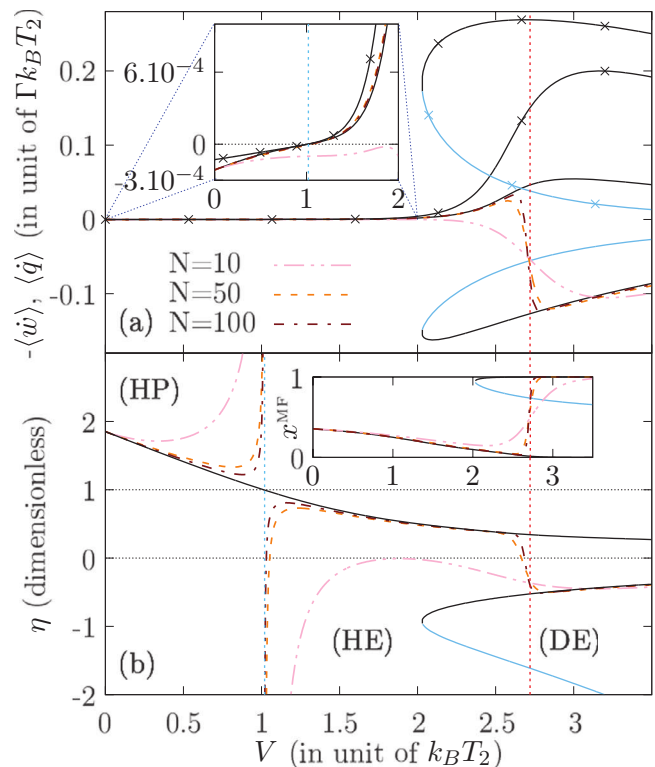 -⟨ẇ⟩, ⟨q̇⟩ (in unit of Γk_BT_2)
0.2
0.1
0
-0.1
6.10⁻⁴
0
-3.10⁻⁴
0 1 2
N=10
N=50
N=100
(a)
η (dimensionless)
2
1
0
-1
-2
(HP)
x^MF
1
0
0 1 2 3
(HE)
(DE)
(b)
0 0.5 1 1.5 2 2.5 3
V (in unit of k_BT_2)